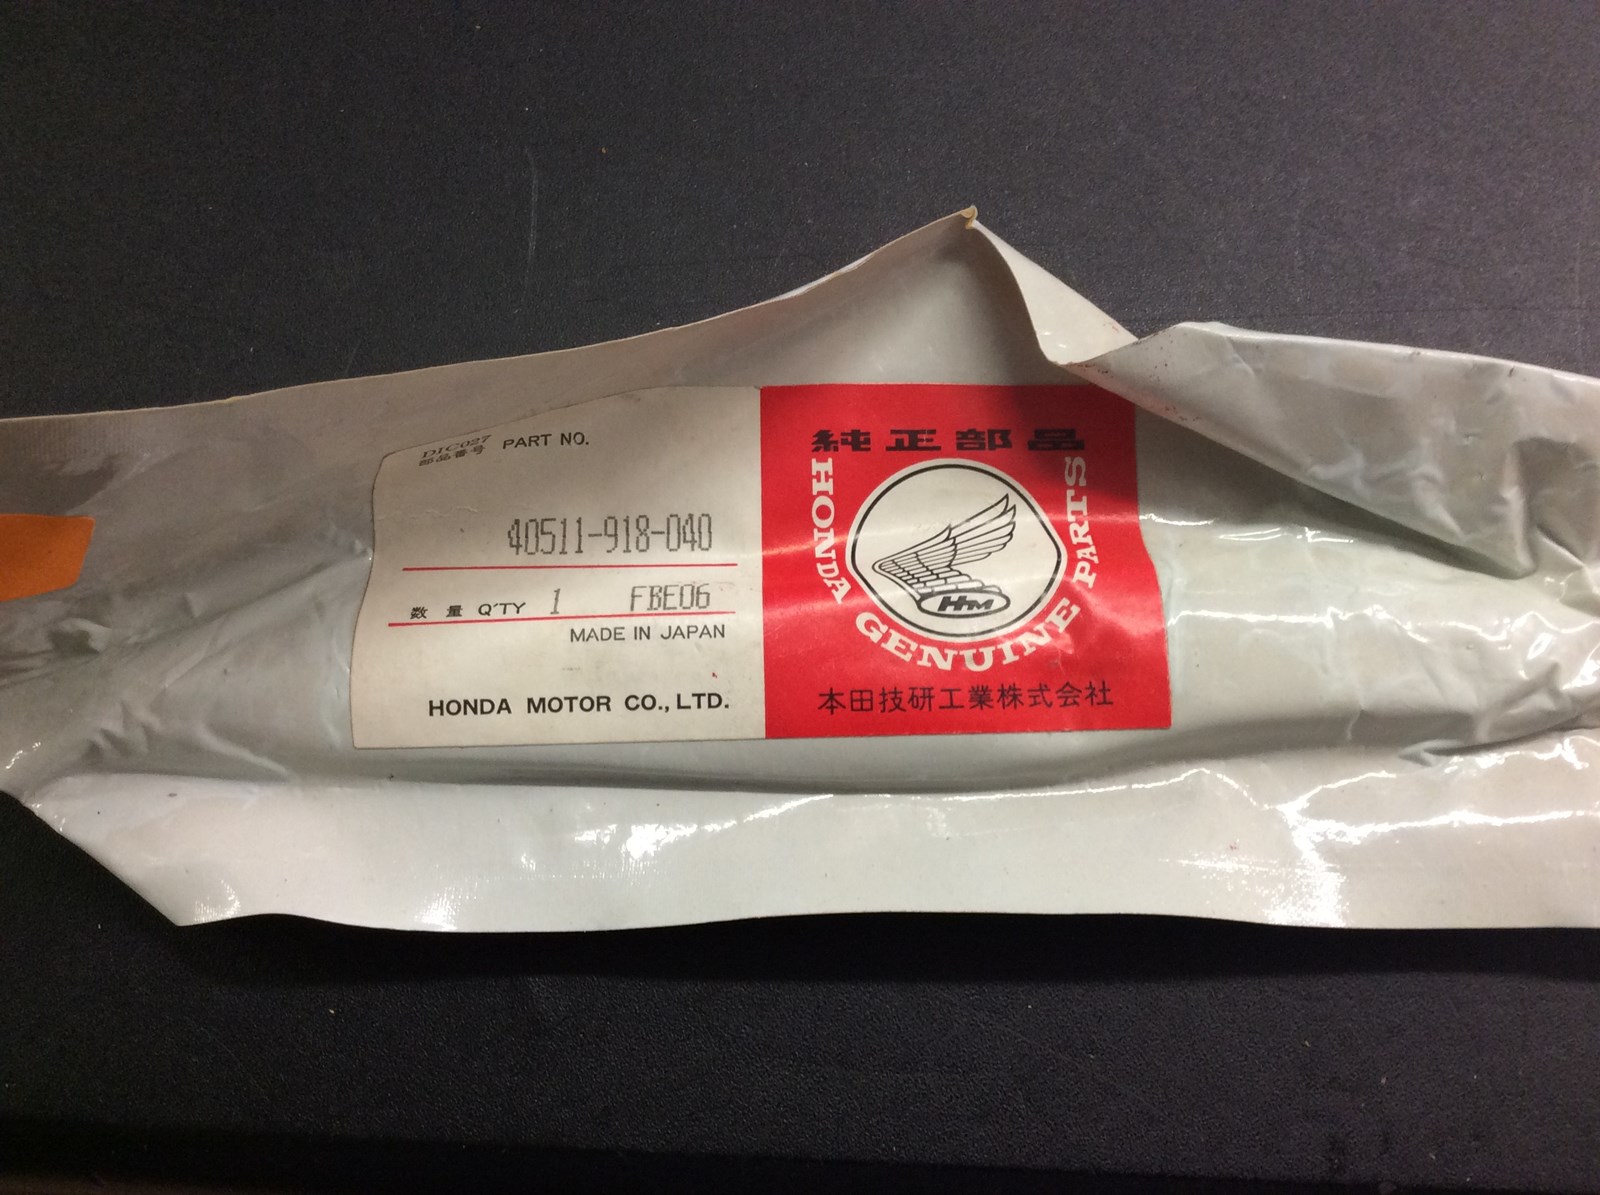 DIC027
部品番号 PART NO.
40511-918-040
数量 Q'TY 1 FBE06
MADE IN JAPAN
HONDA MOTOR CO., LTD.
純正部品
HONDA GENUINE PARTS
HM
本田技研工業株式会社